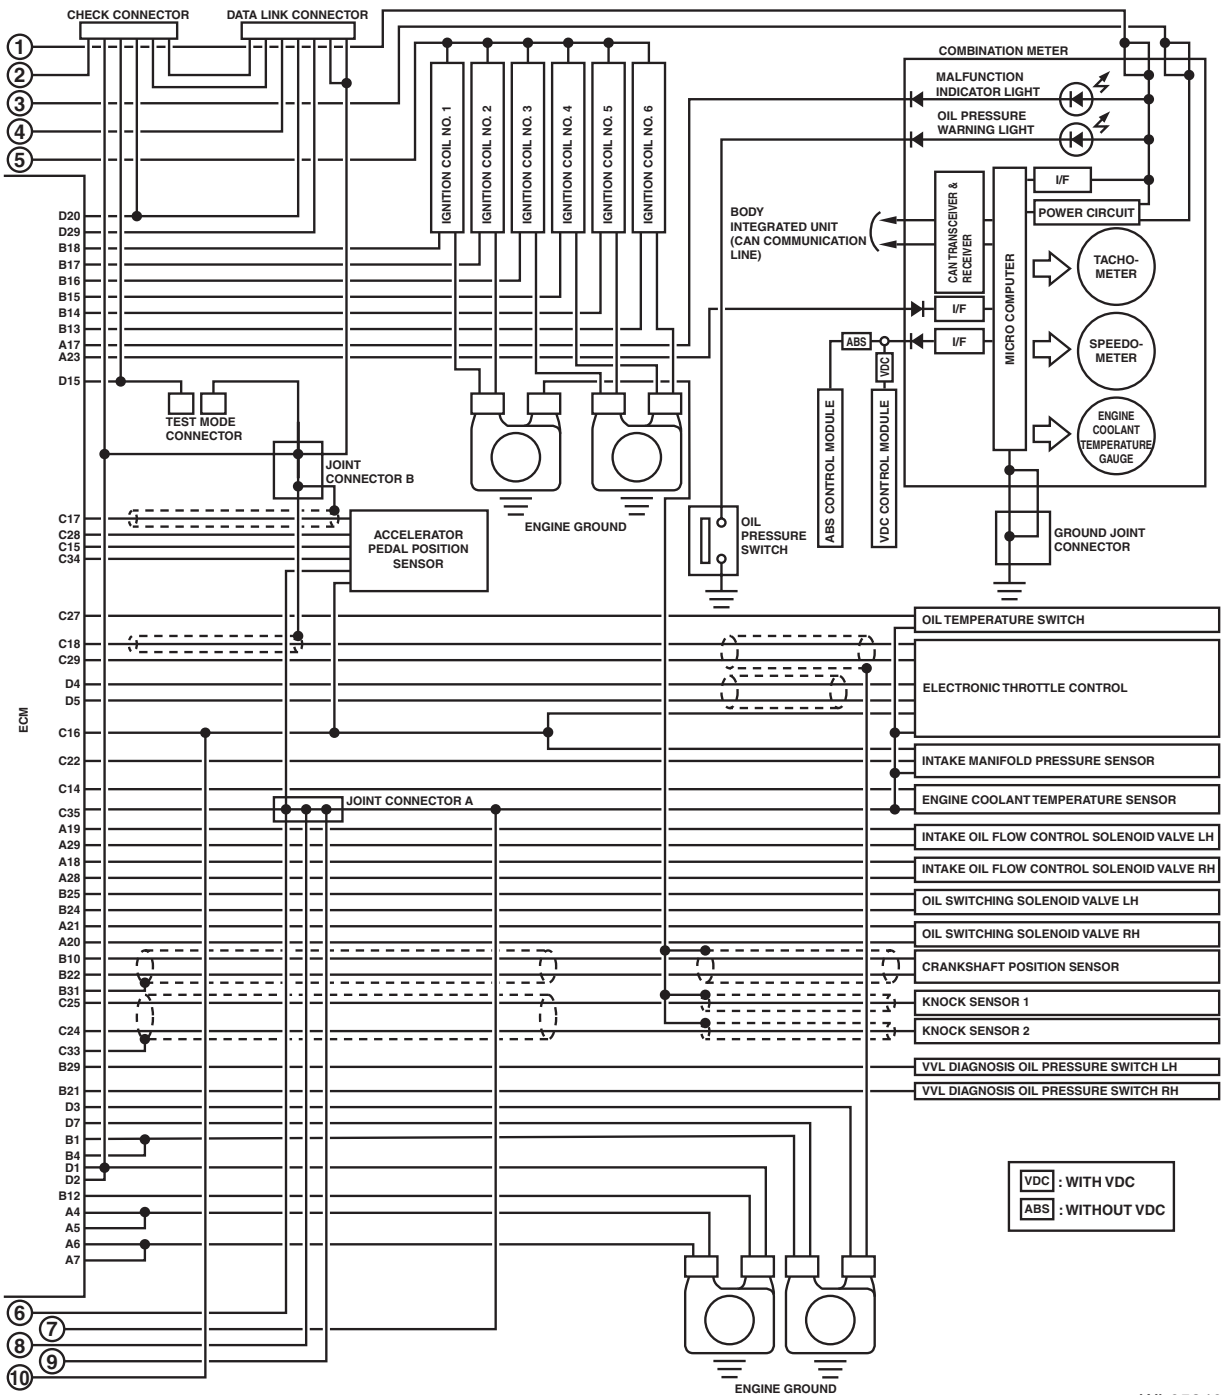 CHECK CONNECTOR
DATA LINK CONNECTOR
1
2
3
4
5
COMBINATION METER
MALFUNCTION
INDICATOR LIGHT
OIL PRESSURE
WARNING LIGHT
IGNITION COIL NO. 1
IGNITION COIL NO. 2
IGNITION COIL NO. 3
IGNITION COIL NO. 4
IGNITION COIL NO. 5
IGNITION COIL NO. 6
I/F
POWER CIRCUIT
BODY
INTEGRATED UNIT
(CAN COMMUNICATION
LINE)
CAN TRANSCEIVER &
RECEIVER
MICRO COMPUTER
TACHO-
METER
I/F
I/F
SPEEDO-
METER
ENGINE
COOLANT
TEMPERATURE
GAUGE
ABS
VDC
ABS CONTROL MODULE
VDC CONTROL MODULE
D20
D29
B18
B17
B16
B15
B14
B13
A17
A23
D15
TEST MODE
CONNECTOR
JOINT
CONNECTOR B
ENGINE GROUND
OIL
PRESSURE
SWITCH
GROUND JOINT
CONNECTOR
C17
C28
C15
C34
ACCELERATOR
PEDAL POSITION
SENSOR
C27
C18
C29
D4
D5
ECM
C16
C22
C14
C35
JOINT CONNECTOR A
A19
A29
A18
A28
B25
B24
A21
A20
B10
B22
B31
C25
C24
C33
B29
B21
D3
D7
B1
B4
D1
D2
B12
A4
A5
A6
A7
OIL TEMPERATURE SWITCH
ELECTRONIC THROTTLE CONTROL
INTAKE MANIFOLD PRESSURE SENSOR
ENGINE COOLANT TEMPERATURE SENSOR
INTAKE OIL FLOW CONTROL SOLENOID VALVE LH
INTAKE OIL FLOW CONTROL SOLENOID VALVE RH
OIL SWITCHING SOLENOID VALVE LH
OIL SWITCHING SOLENOID VALVE RH
CRANKSHAFT POSITION SENSOR
KNOCK SENSOR 1
KNOCK SENSOR 2
VVL DIAGNOSIS OIL PRESSURE SWITCH LH
VVL DIAGNOSIS OIL PRESSURE SWITCH RH
VDC : WITH VDC
ABS : WITHOUT VDC
6
7
8
9
10
ENGINE GROUND